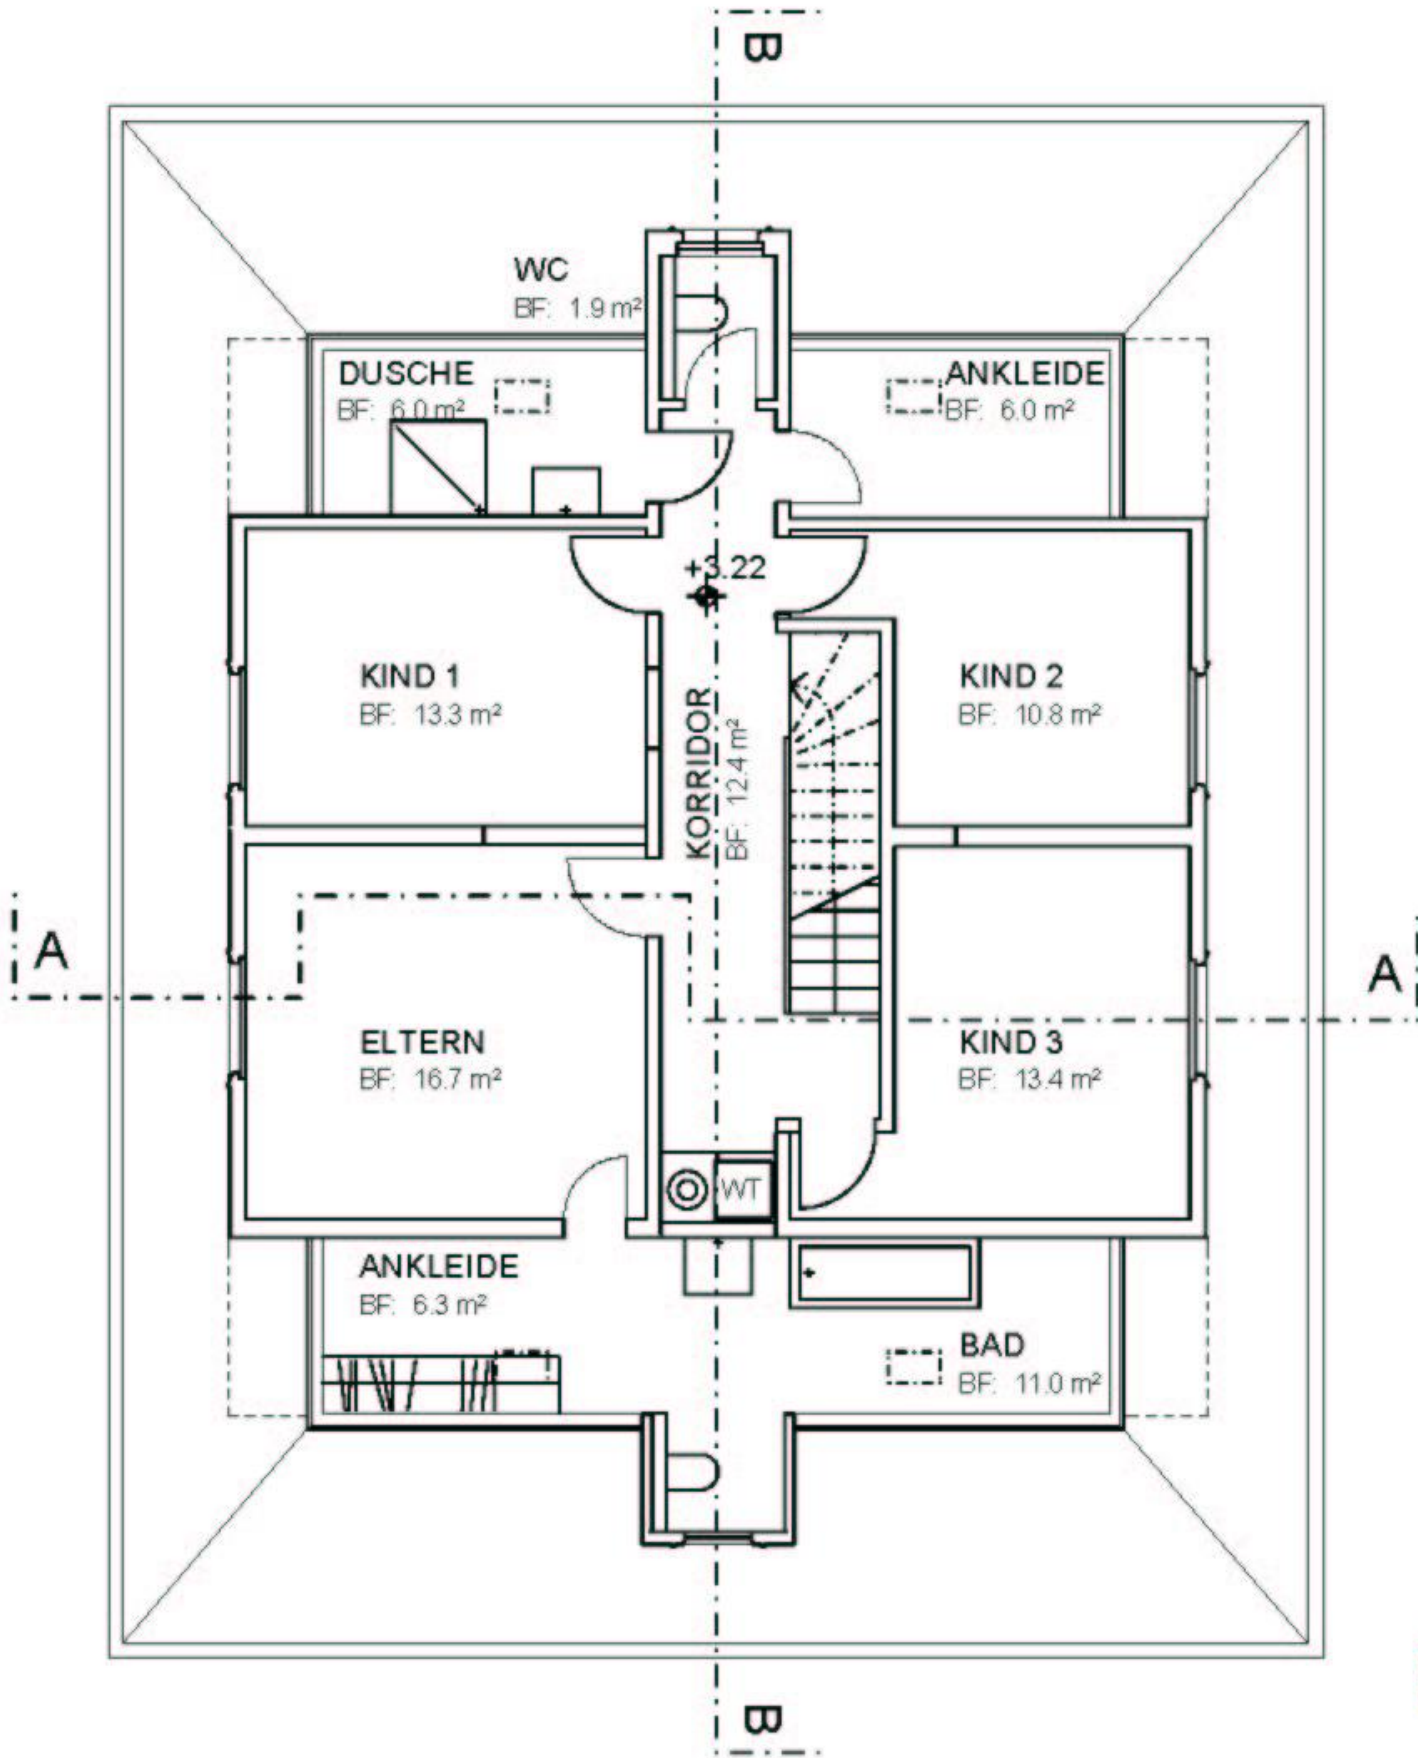 B
WC
BF: 1.9 m²
DUSCHE
BF: 6.0 m²
ANKLEIDE
BF: 6.0 m²
+3.22
KIND 1
BF: 13.3 m²
KORRIDOR
BF: 12.4 m²
KIND 2
BF: 10.8 m²
A
A
ELTERN
BF: 16.7 m²
KIND 3
BF: 13.4 m²
WT
ANKLEIDE
BF: 6.3 m²
BAD
BF: 11.0 m²
B